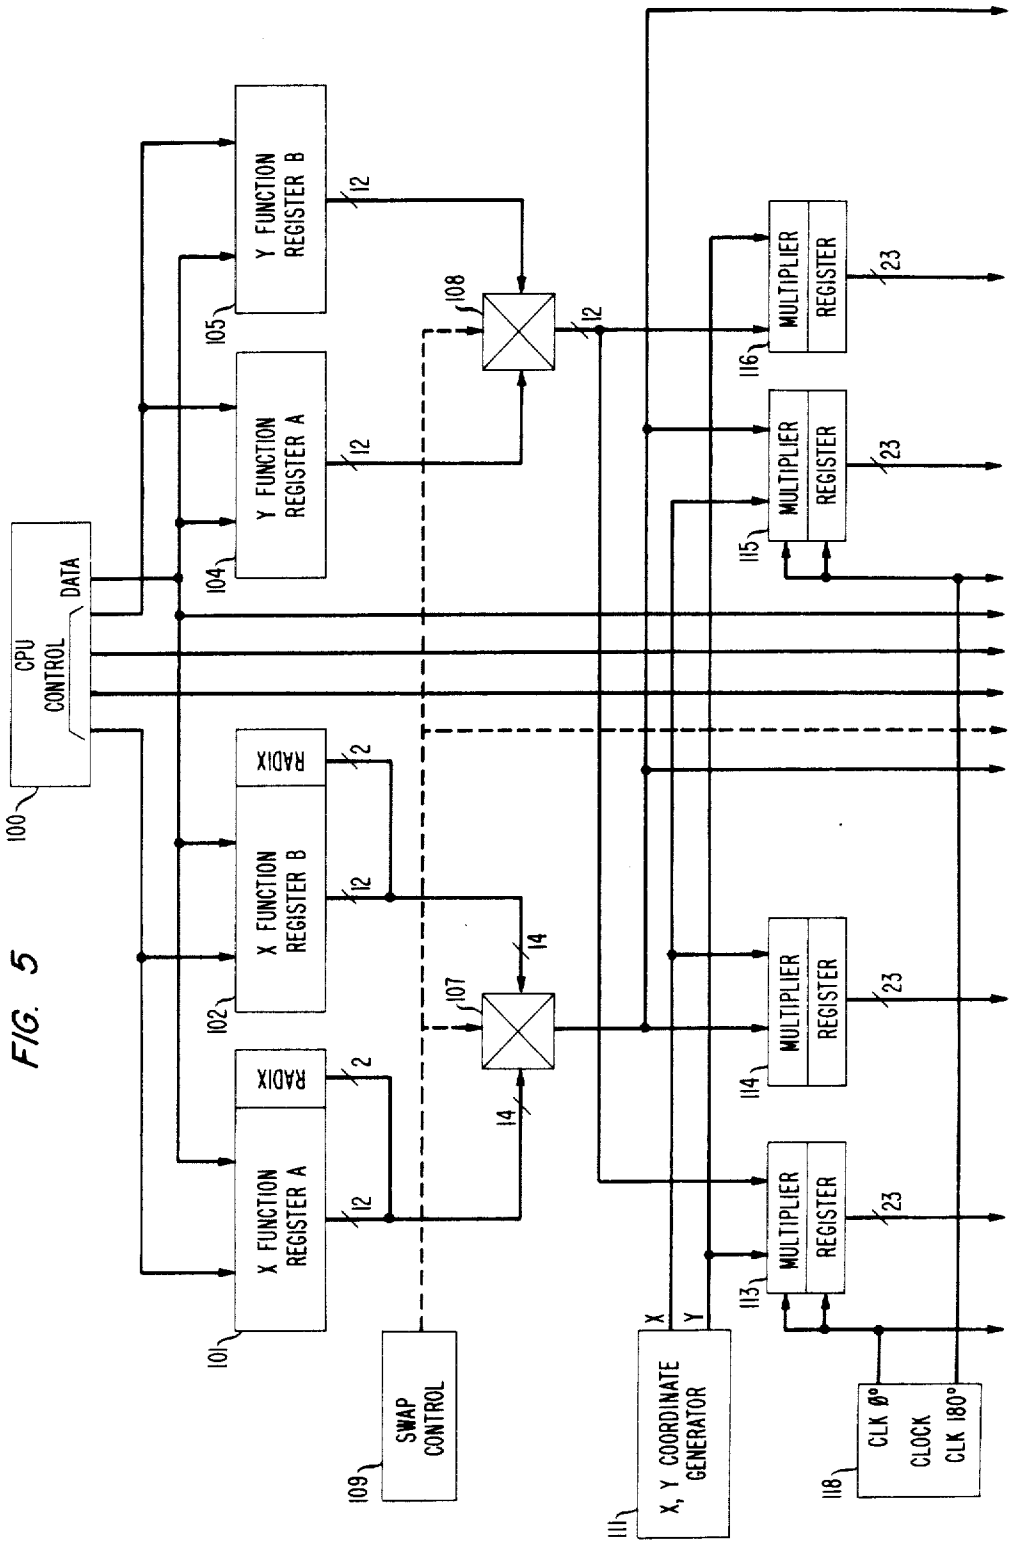 FIG. 5
100
CPU
CONTROL
DATA
101
X FUNCTION
REGISTER A
RADIX
12
2
14
102
X FUNCTION
REGISTER B
RADIX
12
2
14
104
Y FUNCTION
REGISTER A
12
105
Y FUNCTION
REGISTER B
12
107
108
12
109
SWAP
CONTROL
111
X, Y COORDINATE
GENERATOR
X
Y
113
MULTIPLIER
REGISTER
23
114
MULTIPLIER
REGISTER
23
115
MULTIPLIER
REGISTER
23
116
MULTIPLIER
REGISTER
23
118
CLK Ø°
CLOCK
CLK 180°